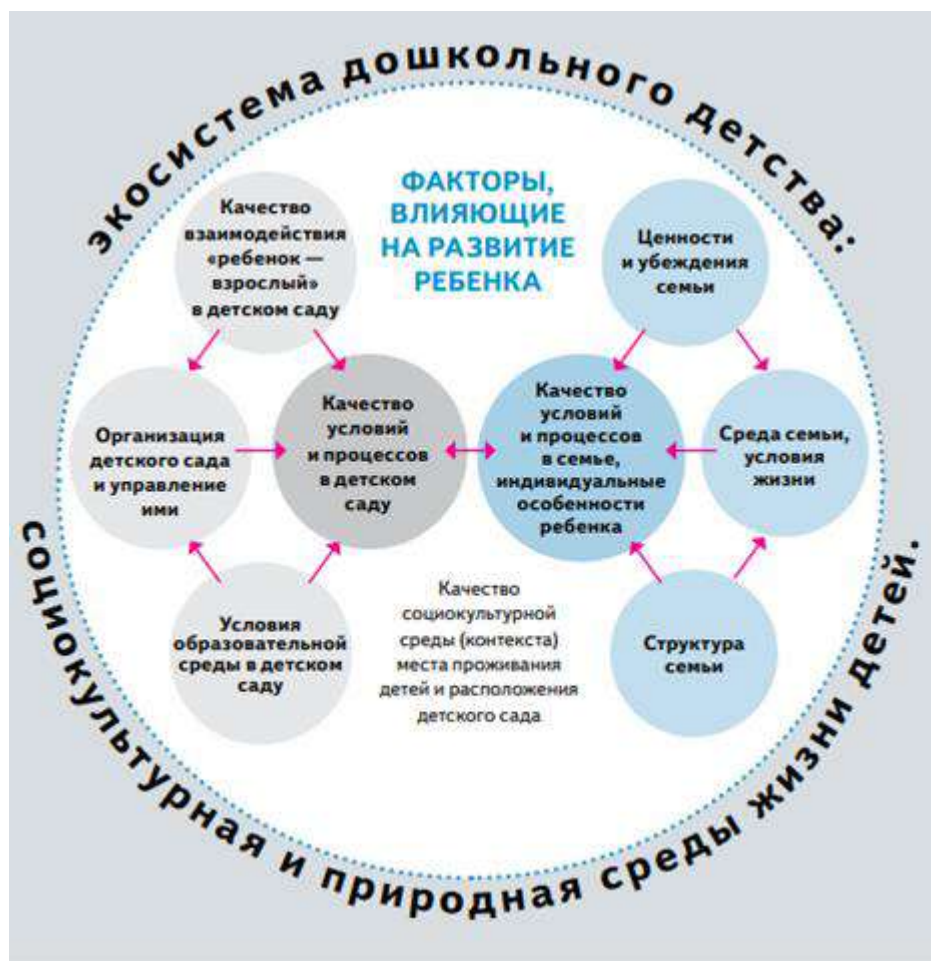 экосистема дошкольного детства:
ФАКТОРЫ,
ВЛИЯЮЩИЕ
НА РАЗВИТИЕ
РЕБЕНКА
Качество
взаимодействия
«ребенок —
взрослый»
в детском саду
Ценности
и убеждения
семьи
Организация
детского сада
и управление
ими
Качество
условий
и процессов
в детском
саду
Качество
условий
и процессов
в семье,
индивидуальные
особенности
ребенка
Среда семьи,
условия
жизни
Условия
образовательной
среды в детском
саду
Качество
социокультурной
среды (контекста)
места проживания
детей и расположения
детского сада
Структура
семьи
социокультурная и природная среды жизни детей.